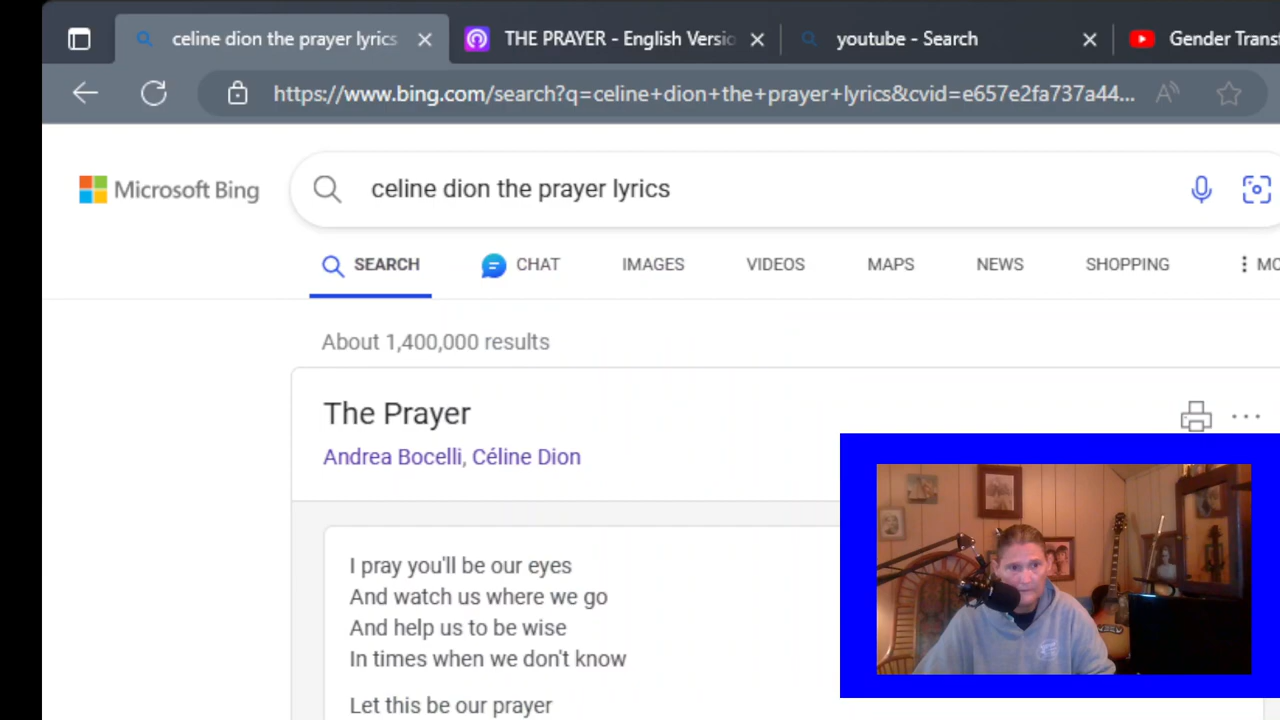 celine dion the prayer lyrics
THE PRAYER - English Versic
youtube - Search
Gender Transf
https://www.bing.com/search?q=celine+dion+the+prayer+lyrics&cvid=e657e2fa737a44...
Microsoft Bing
celine dion the prayer lyrics
SEARCH
CHAT
IMAGES
VIDEOS
MAPS
NEWS
SHOPPING
MO
About 1,400,000 results
The Prayer
Andrea Bocelli, Céline Dion
I pray you'll be our eyes
And watch us where we go
And help us to be wise
In times when we don't know
Let this be our prayer